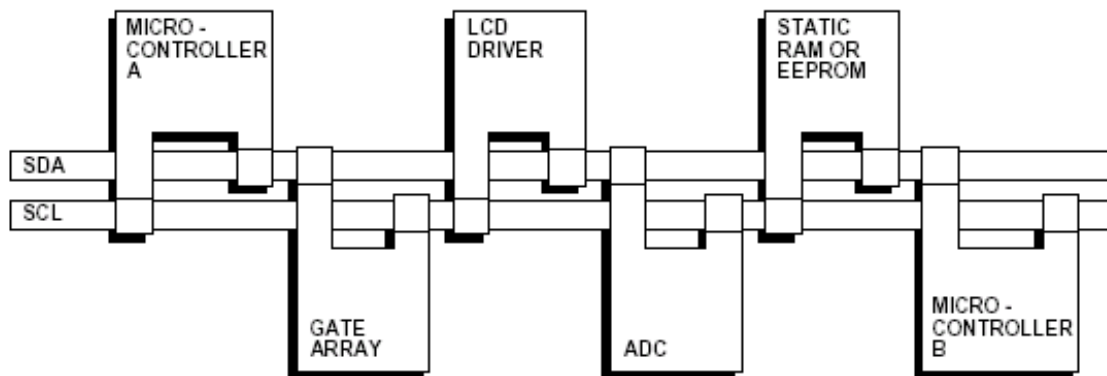 MICRO -
CONTROLLER
A
LCD
DRIVER
STATIC
RAM OR
EEPROM
SDA
SCL
GATE
ARRAY
ADC
MICRO -
CONTROLLER
B